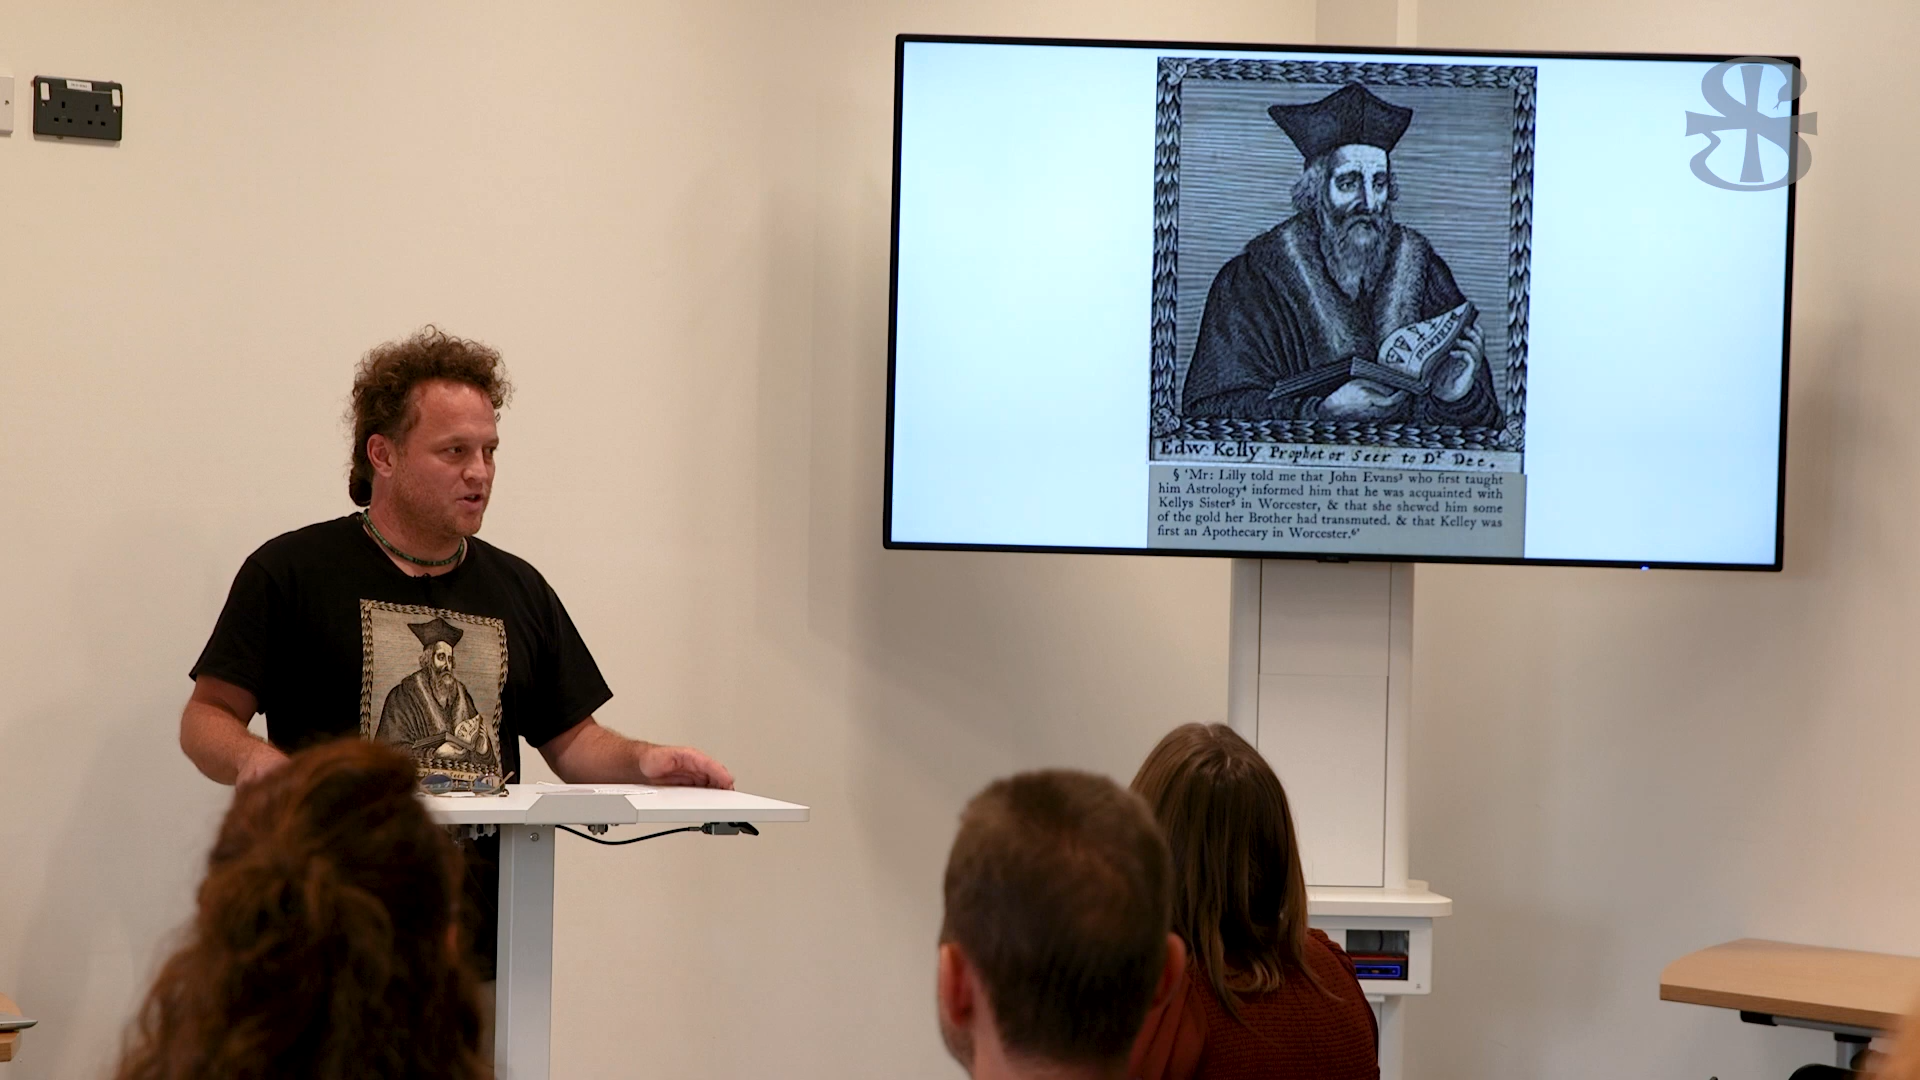 Edw: Kelly Prophet or Seer to Dr Dee.
§ ‘Mr: Lilly told me that John Evans³ who first taught
him Astrology⁴ informed him that he was acquainted with
Kellys Sister⁵ in Worcester, & that she shewed him some
of the gold her Brother had transmuted. & that Kelley was
first an Apothecary in Worcester.⁶’
Seer to